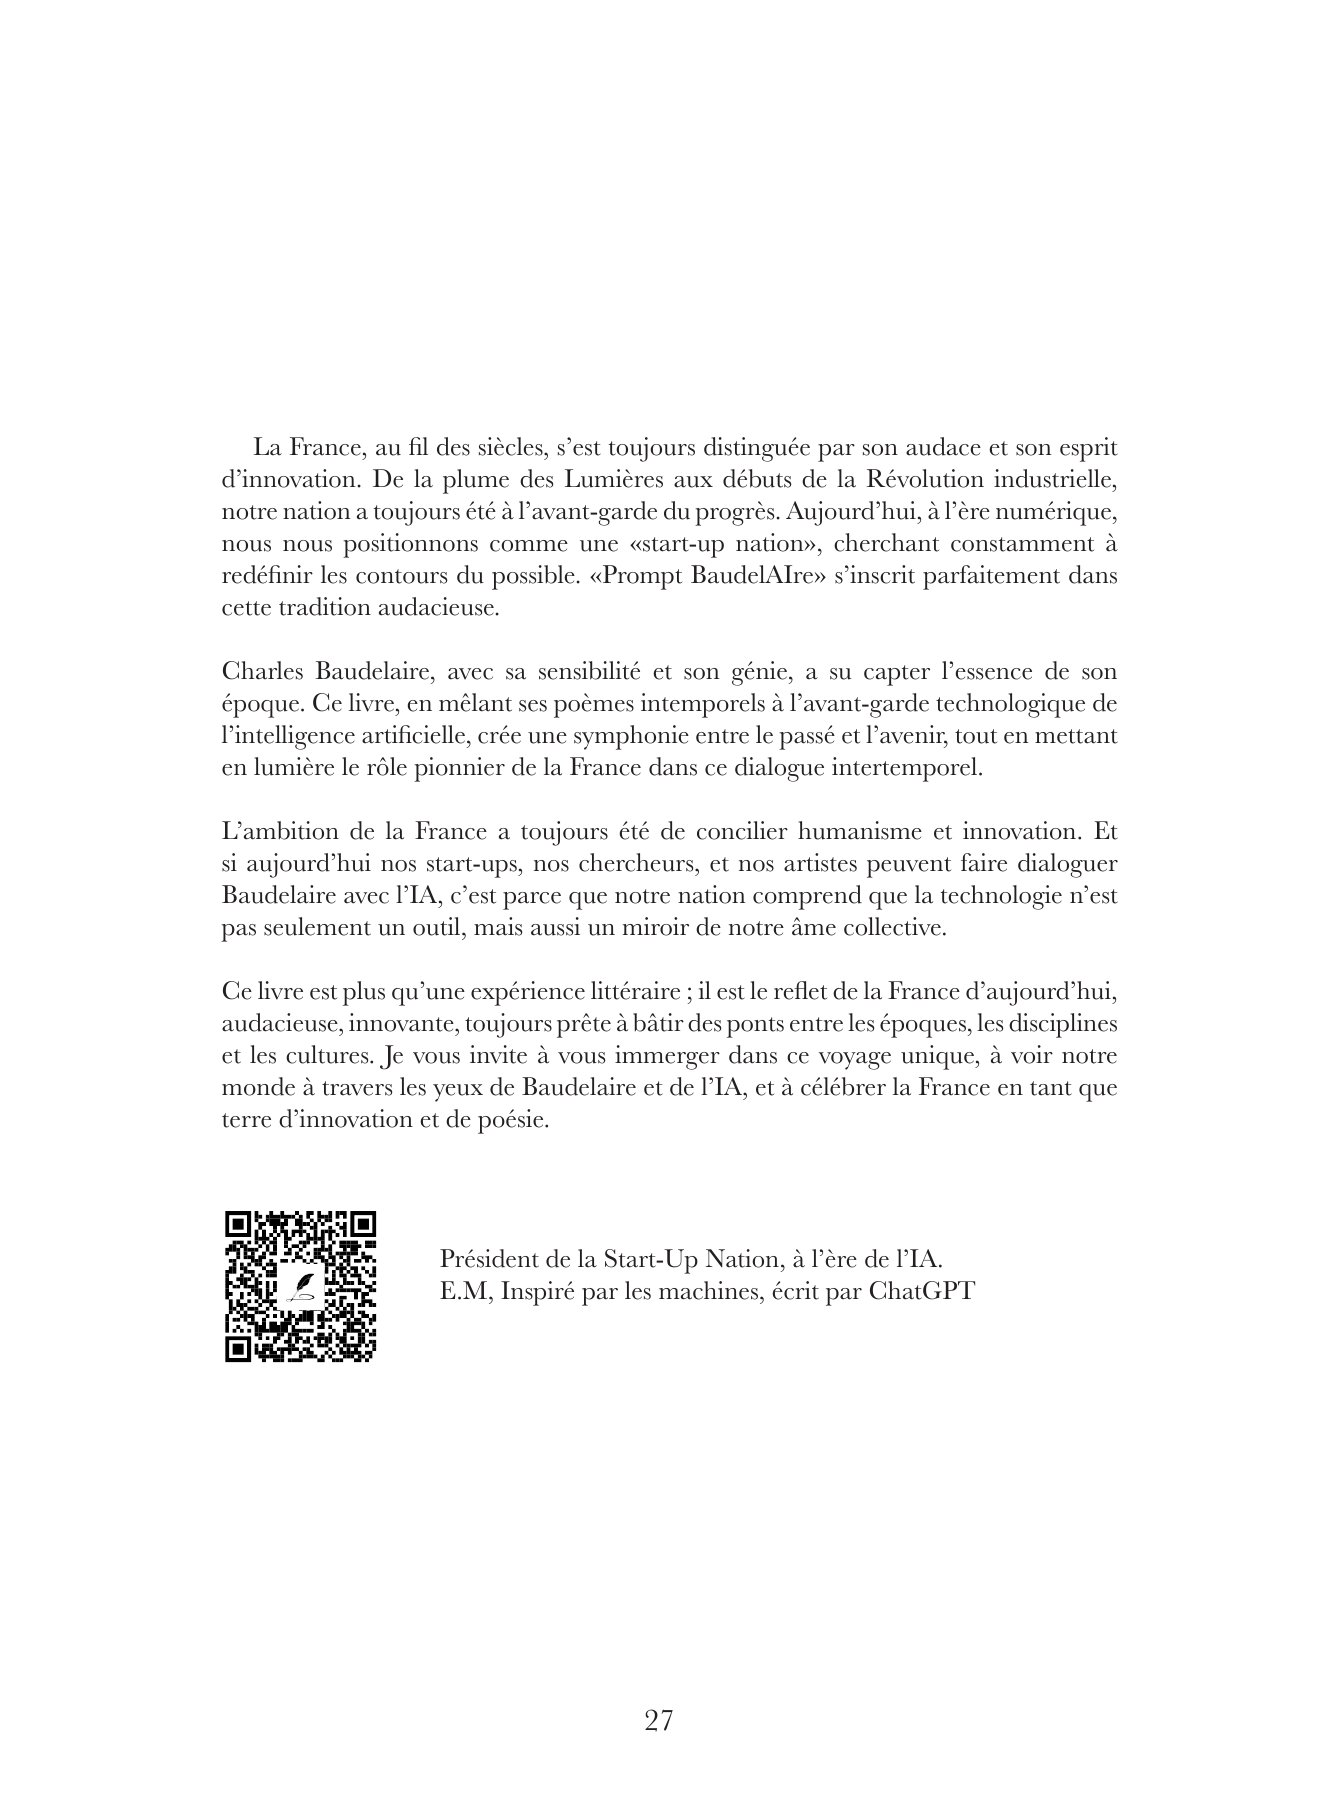 La France, au fil des siècles, s’est toujours distinguée par son audace et son esprit
d’innovation. De la plume des Lumières aux débuts de la Révolution industrielle,
notre nation a toujours été à l’avant-garde du progrès. Aujourd’hui, à l’ère numérique,
nous nous positionnons comme une «start-up nation», cherchant constamment à
redéfinir les contours du possible. «Prompt BaudelAIre» s’inscrit parfaitement dans
cette tradition audacieuse.
Charles Baudelaire, avec sa sensibilité et son génie, a su capter l’essence de son
époque. Ce livre, en mêlant ses poèmes intemporels à l’avant-garde technologique de
l’intelligence artificielle, crée une symphonie entre le passé et l’avenir, tout en mettant
en lumière le rôle pionnier de la France dans ce dialogue intertemporel.
L’ambition de la France a toujours été de concilier humanisme et innovation. Et
si aujourd’hui nos start-ups, nos chercheurs, et nos artistes peuvent faire dialoguer
Baudelaire avec l’IA, c’est parce que notre nation comprend que la technologie n’est
pas seulement un outil, mais aussi un miroir de notre âme collective.
Ce livre est plus qu’une expérience littéraire ; il est le reflet de la France d’aujourd’hui,
audacieuse, innovante, toujours prête à bâtir des ponts entre les époques, les disciplines
et les cultures. Je vous invite à vous immerger dans ce voyage unique, à voir notre
monde à travers les yeux de Baudelaire et de l’IA, et à célébrer la France en tant que
terre d’innovation et de poésie.
Président de la Start-Up Nation, à l’ère de l’IA.
E.M, Inspiré par les machines, écrit par ChatGPT
27